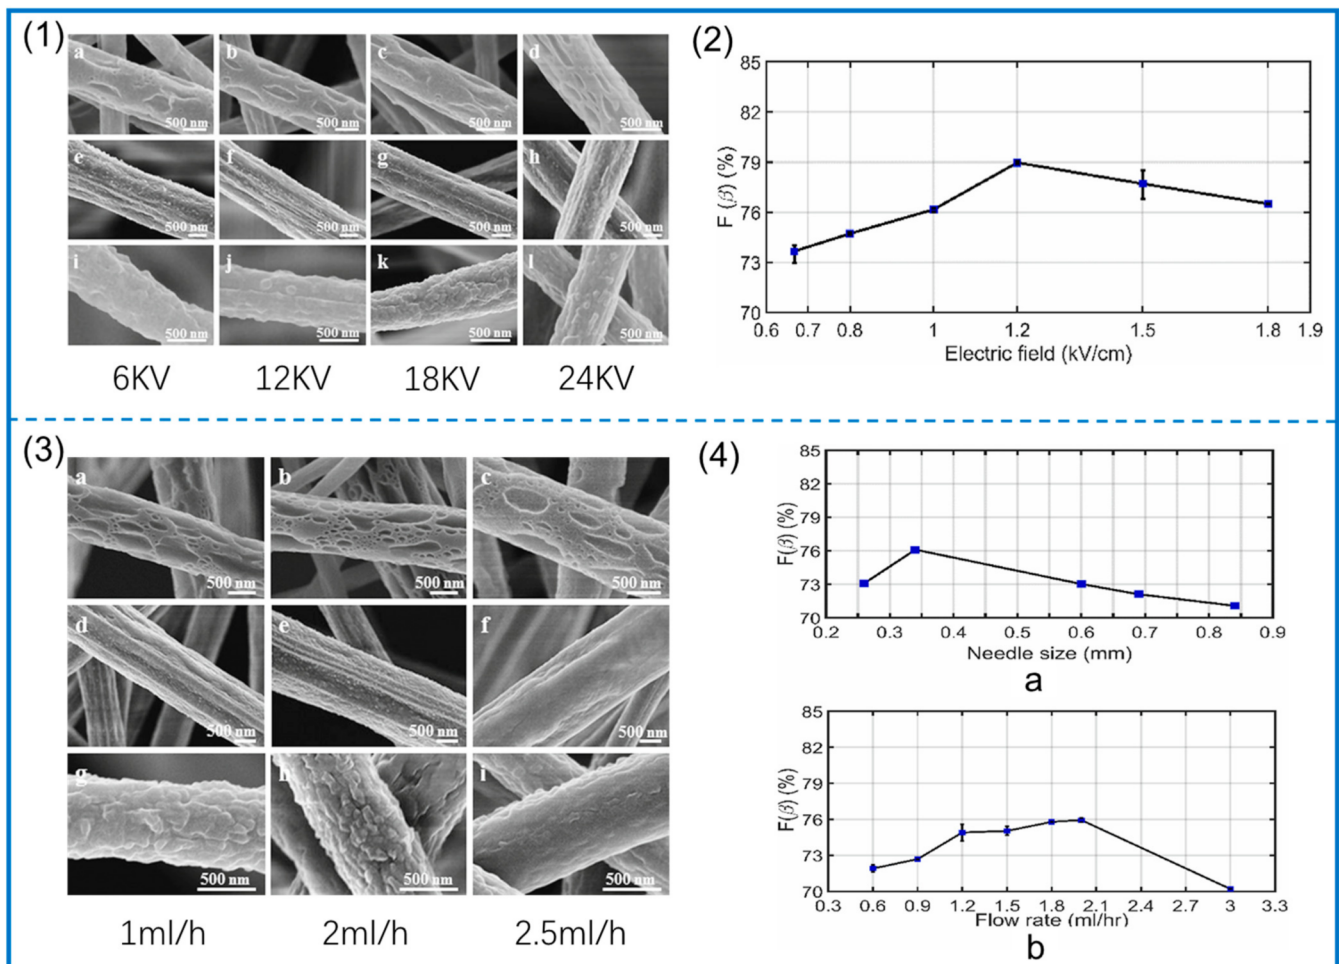 (1)
a
b
c
d
500 nm
500 nm
500 nm
500 nm
e
f
g
h
500 nm
500 nm
500 nm
500 nm
i
j
k
l
500 nm
500 nm
500 nm
500 nm
6KV
12KV
18KV
24KV
(2)
85
82
79
76
73
70
F (β) (%)
0.6
0.7
0.8
1
1.2
1.5
1.8
1.9
Electric field (kV/cm)
(3)
a
b
c
500 nm
500 nm
500 nm
d
e
f
500 nm
500 nm
500 nm
g
h
i
500 nm
500 nm
500 nm
1ml/h
2ml/h
2.5ml/h
(4)
85
82
79
76
73
70
F(β) (%)
0.2
0.3
0.4
0.5
0.6
0.7
0.8
0.9
Needle size (mm)
a
85
82
79
76
73
70
F(β) (%)
0.3
0.6
0.9
1.2
1.5
1.8
2.1
2.4
2.7
3
3.3
Flow rate (ml/hr)
b